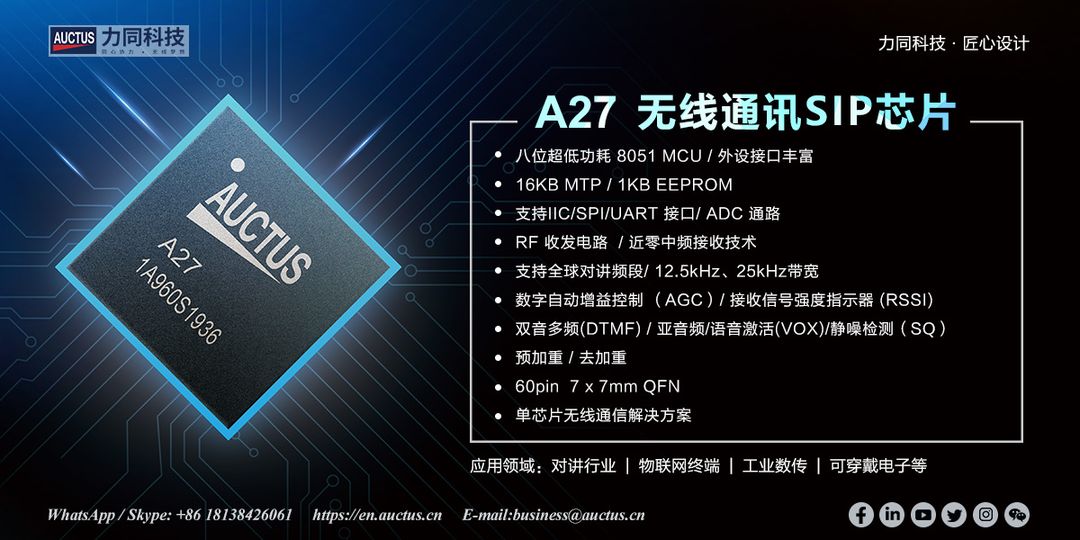 AUCTUS 力同科技
同心协力 • 无线梦想
力同科技 · 匠心设计
A27 无线通讯SIP芯片
• 八位超低功耗 8051 MCU / 外设接口丰富
• 16KB MTP / 1KB EEPROM
• 支持IIC/SPI/UART 接口/ ADC 通路
• RF 收发电路 / 近零中频接收技术
• 支持全球对讲频段/ 12.5kHz、25kHz带宽
• 数字自动增益控制 （AGC）/ 接收信号强度指示器 (RSSI)
• 双音多频(DTMF) / 亚音频/语音激活(VOX)/静噪检测（SQ）
• 预加重 / 去加重
• 60pin 7 x 7mm QFN
• 单芯片无线通信解决方案
AUCTUS
A27
1A960S1936
应用领域：对讲行业 | 物联网终端 | 工业数传 | 可穿戴电子等
WhatsApp / Skype: +86 18138426061 https://en.auctus.cn E-mail:business@auctus.cn